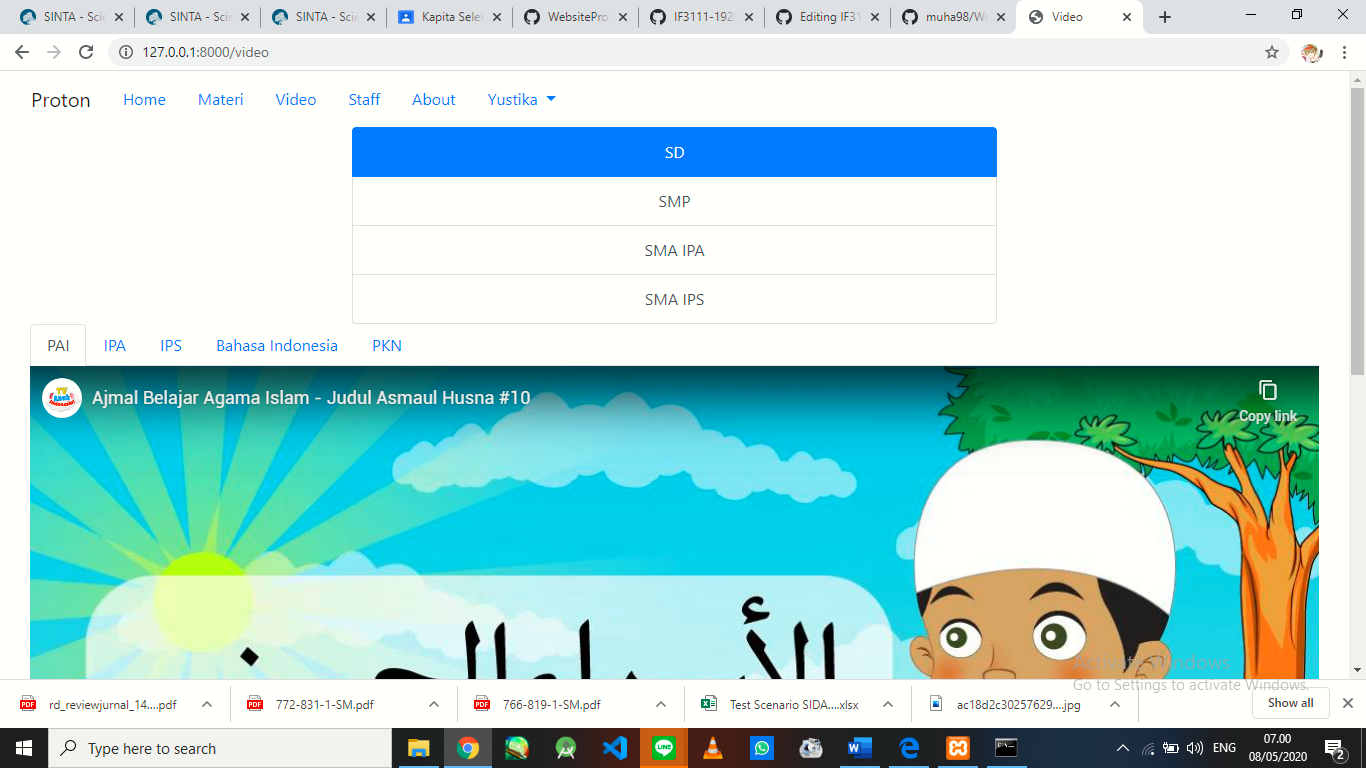 SINTA - Scie
SINTA - Scie
SINTA - Scie
Kapita Sele
WebsitePro
IF3111-192
Editing IF31
muha98/We
Video
127.0.0.1:8000/video
Proton Home Materi Video Staff About Yustika
SD
SMP
SMA IPA
SMA IPS
PAI IPA IPS Bahasa Indonesia PKN
Ajmal Belajar Agama Islam - Judul Asmaul Husna #10
Copy link
Activate Windows
Go to Settings to activate Windows.
rd_reviewjurnal_14....pdf
772-831-1-SM.pdf
766-819-1-SM.pdf
Test Scenario SIDA....xlsx
ac18d2c30257629....jpg
Show all
Type here to search
ENG
07.00
08/05/2020
2